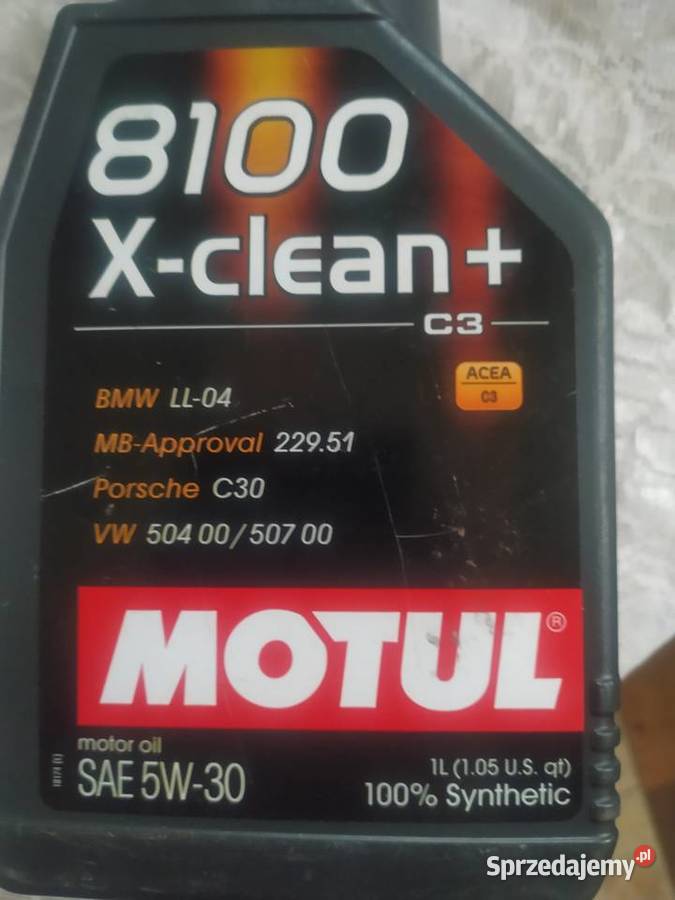 8100
X-clean+
C3
ACEA
C3
BMW LL-04
MB-Approval 229.51
Porsche C30
VW 504 00 / 507 00
MOTUL®
motor oil
SAE 5W-30
1L (1.05 U.S. qt)
100% Synthetic
Sprzedajemy.pl